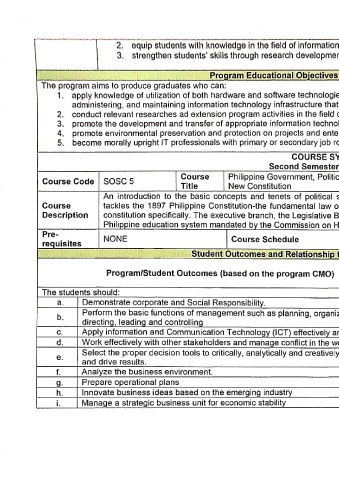 2. equip students with knowledge in the field of information
3. strengthen students' skills through research developmen
Program Educational Objectives
The program aims to produce graduates who can:
1. apply knowledge of utilization of both hardware and software technologie
administering, and maintaining information technology infrastructure that
2. conduct relevant researches ad extension program activities in the field o
3. promote the development and transfer of appropriate information technol
4. promote environmental preservation and protection on projects and ente
5. become morally upright IT professionals with primary or secondary job ro
COURSE SY
Second Semester
Course Code SOSC 5 Course Title Philippine Government, Politic
New Constitution
Course Description An introduction to the basic concepts and tenets of political s
tackles the 1897 Philippine Constitution-the fundamental law o
constitution specifically. The executive branch, the Legislative B
Philippine education system mandated by the Commission on H
Pre-requisites NONE Course Schedule
Student Outcomes and Relationship t
Program/Student Outcomes (based on the program CMO)
The students should:
a. Demonstrate corporate and Social Responsibility.
b. Perform the basic functions of management such as planning, organiz
directing, leading and controlling
c. Apply information and Communication Technology (ICT) effectively an
d. Work effectively with other stakeholders and manage conflict in the wo
e. Select the proper decision tools to critically, analytically and creatively
and drive results.
f. Analyze the business environment.
g. Prepare operational plans
h. Innovate business ideas based on the emerging industry
i. Manage a strategic business unit for economic stability